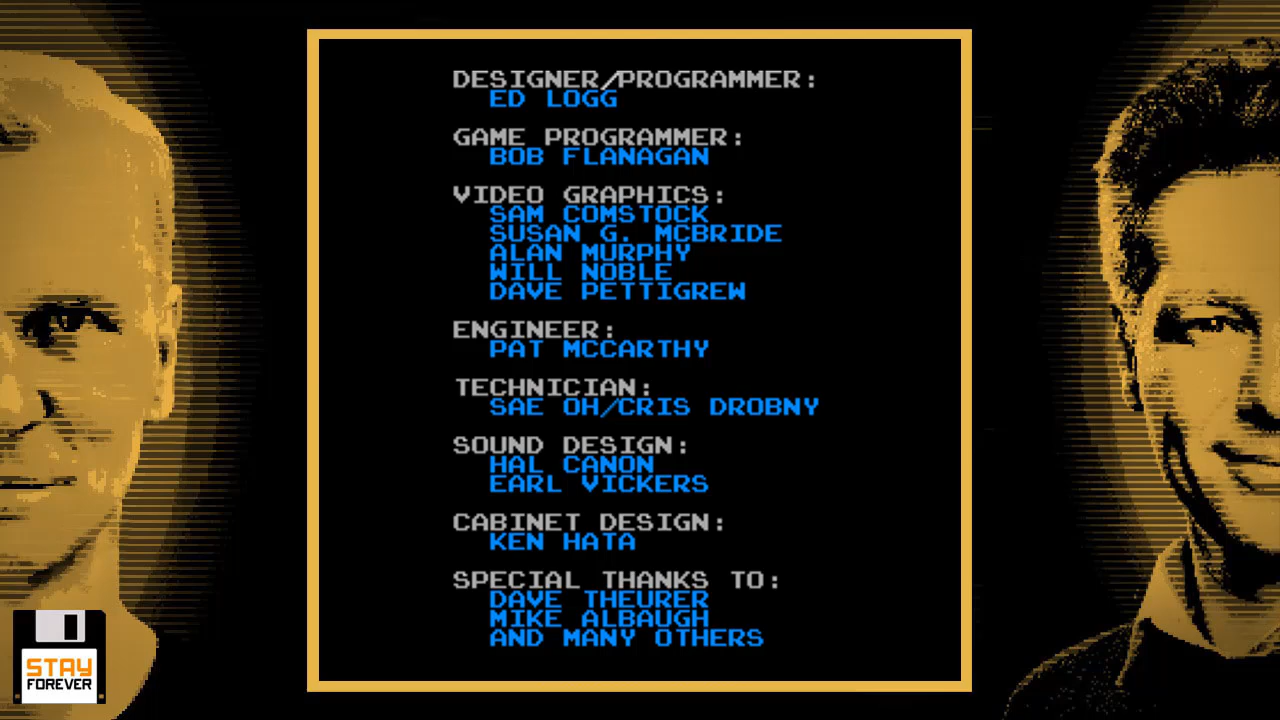 DESIGNER/PROGRAMMER:
ED LOGG
GAME PROGRAMMER:
BOB FLANAGAN
VIDEO GRAPHICS:
SAM COMSTOCK
SUSAN G. MCBRIDE
ALAN MURPHY
WILL NOBLE
DAVE PETTIGREW
ENGINEER:
PAT MCCARTHY
TECHNICIAN:
SAE OH/CRIS DROBNY
SOUND DESIGN:
HAL CANON
EARL VICKERS
CABINET DESIGN:
KEN HATA
SPECIAL THANKS TO:
DAVE THEURER
MIKE ALBAUGH
AND MANY OTHERS
STAY
FOREVER